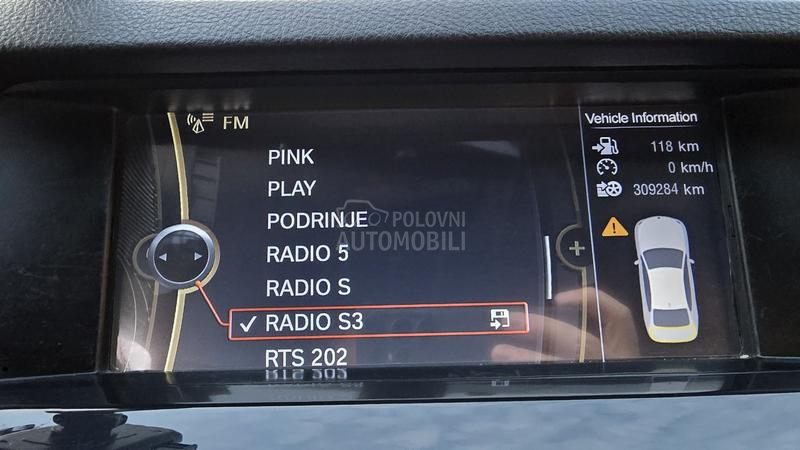 FM
PINK
PLAY
PODRINJE
RADIO 5
RADIO S
RADIO S3
RTS 202
Vehicle Information
118 km
0 km/h
309284 km
POLOVNI
AUTOMOBILI